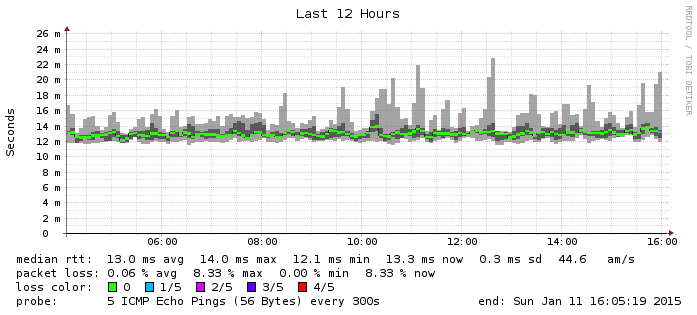 Last 12 Hours
RRDTOOL / TOBI OETIKER
Seconds
26 m
24 m
22 m
20 m
18 m
16 m
14 m
12 m
10 m
8 m
6 m
4 m
2 m
0
06:00 08:00 10:00 12:00 14:00 16:00
median rtt: 13.0 ms avg 14.0 ms max 12.1 ms min 13.3 ms now 0.3 ms sd 44.6 am/s
packet loss: 0.06 % avg 8.33 % max 0.00 % min 8.33 % now
loss color: 0 1/5 2/5 3/5 4/5
probe: 5 ICMP Echo Pings (56 Bytes) every 300s end: Sun Jan 11 16:05:19 2015